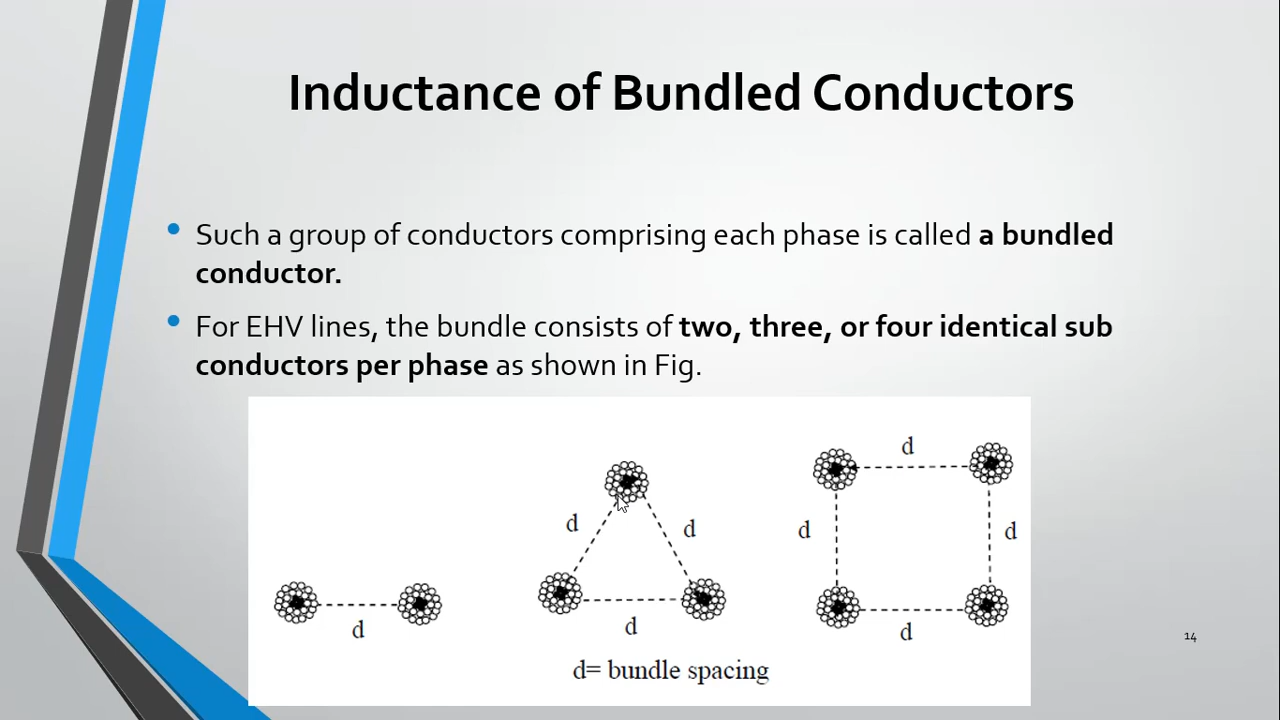 Inductance of Bundled Conductors
Such a group of conductors comprising each phase is called a bundled
conductor.
For EHV lines, the bundle consists of two, three, or four identical sub
conductors per phase as shown in Fig.
d
d
d
d
d
d
d
d
d= bundle spacing
14